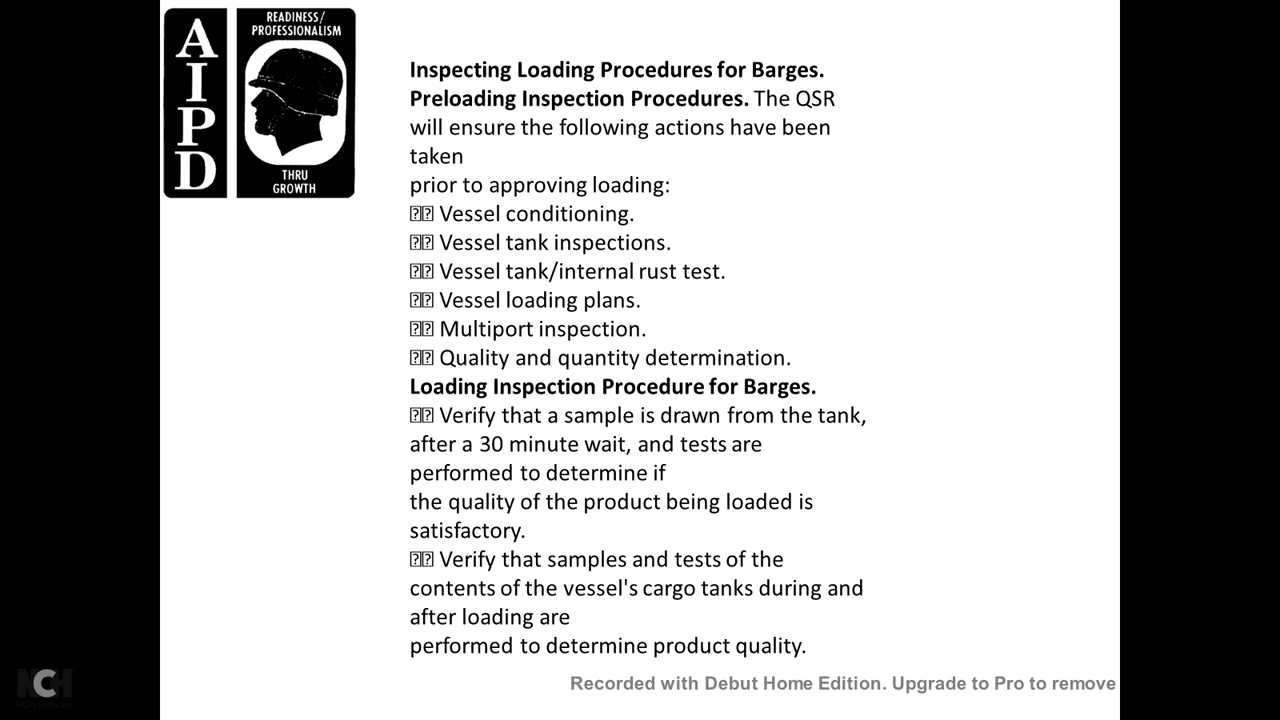 AIPD
READINESS/
PROFESSIONALISM
THRU
GROWTH
Inspecting Loading Procedures for Barges.
Preloading Inspection Procedures. The QSR
will ensure the following actions have been
taken
prior to approving loading:
⍰⍰ Vessel conditioning.
⍰⍰ Vessel tank inspections.
⍰⍰ Vessel tank/internal rust test.
⍰⍰ Vessel loading plans.
⍰⍰ Multiport inspection.
⍰⍰ Quality and quantity determination.
Loading Inspection Procedure for Barges.
⍰⍰ Verify that a sample is drawn from the tank,
after a 30 minute wait, and tests are
performed to determine if
the quality of the product being loaded is
satisfactory.
⍰⍰ Verify that samples and tests of the
contents of the vessel's cargo tanks during and
after loading are
performed to determine product quality.
NCH
Recorded with Debut Home Edition. Upgrade to Pro to remove